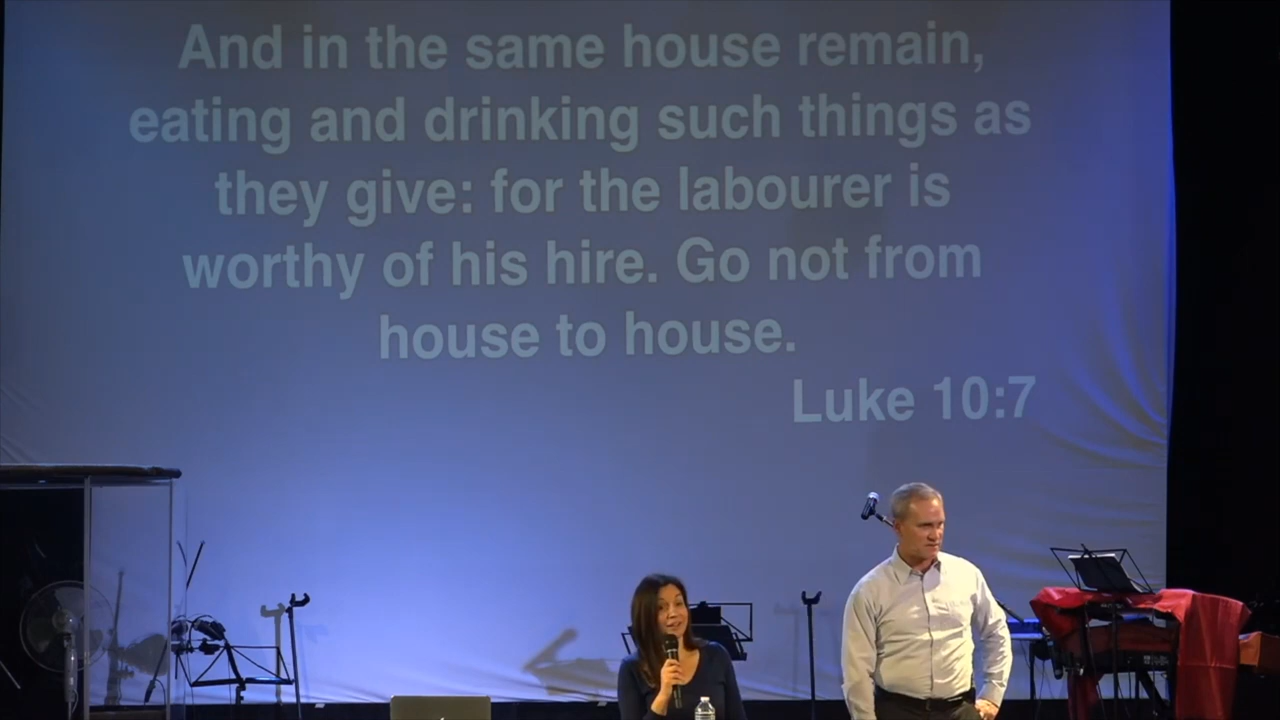 And in the same house remain,
eating and drinking such things as
they give: for the labourer is
worthy of his hire. Go not from
house to house.
Luke 10:7